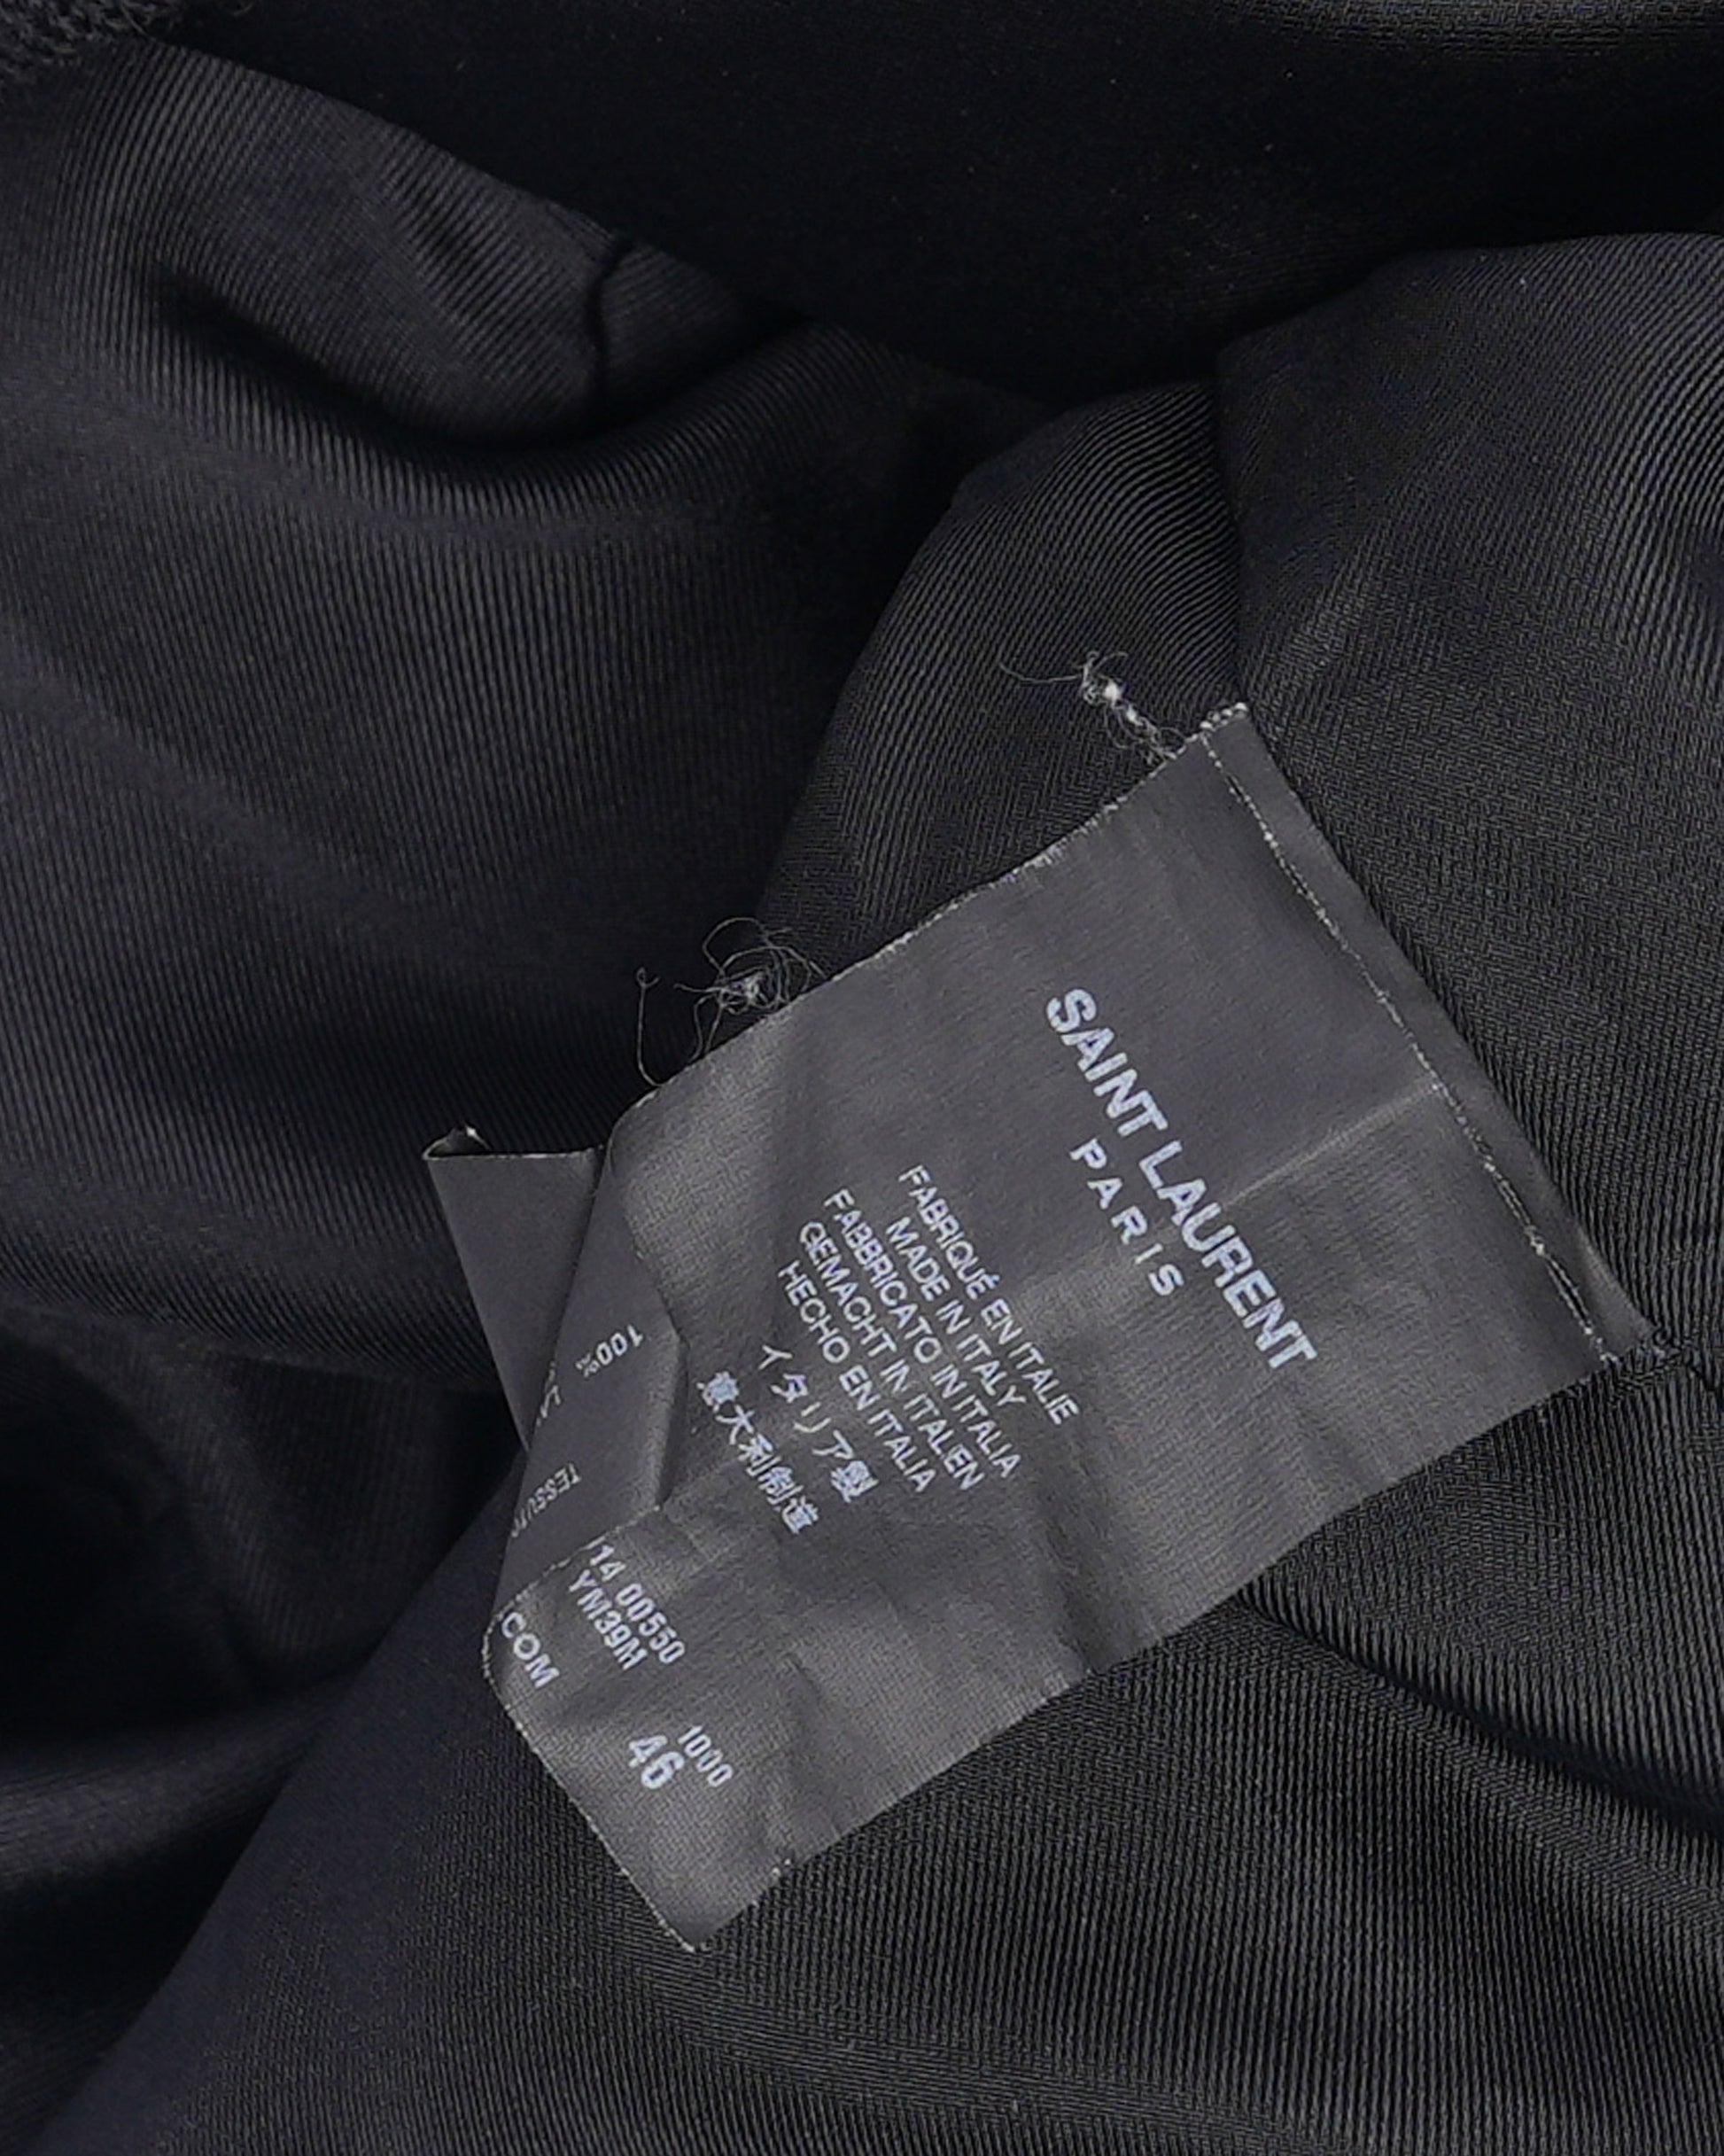 SAINT LAURENT
PARIS
FABRIQUÉ EN ITALIE
MADE IN ITALY
FABBRICATO IN ITALIA
GEMACHT IN ITALIEN
HECHO EN ITALIA
イタリア製
意大利制造
14 00550
1000
YM39M
46
.COM
100%